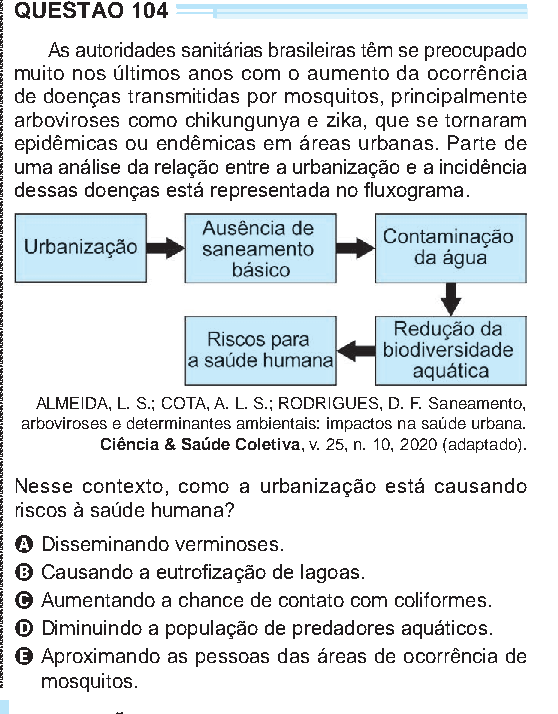 QUESTÃO 104
As autoridades sanitárias brasileiras têm se preocupado
muito nos últimos anos com o aumento da ocorrência
de doenças transmitidas por mosquitos, principalmente
arboviroses como chikungunya e zika, que se tornaram
epidêmicas ou endêmicas em áreas urbanas. Parte de
uma análise da relação entre a urbanização e a incidência
dessas doenças está representada no fluxograma.
Urbanização
Ausência de
saneamento
básico
Contaminação
da água
Redução da
biodiversidade
aquática
Riscos para
a saúde humana
ALMEIDA, L. S.; COTA, A. L. S.; RODRIGUES, D. F. Saneamento,
arboviroses e determinantes ambientais: impactos na saúde urbana.
Ciência & Saúde Coletiva, v. 25, n. 10, 2020 (adaptado).
Nesse contexto, como a urbanização está causando
riscos à saúde humana?
A Disseminando verminoses.
B Causando a eutrofização de lagoas.
C Aumentando a chance de contato com coliformes.
D Diminuindo a população de predadores aquáticos.
E Aproximando as pessoas das áreas de ocorrência de
mosquitos.